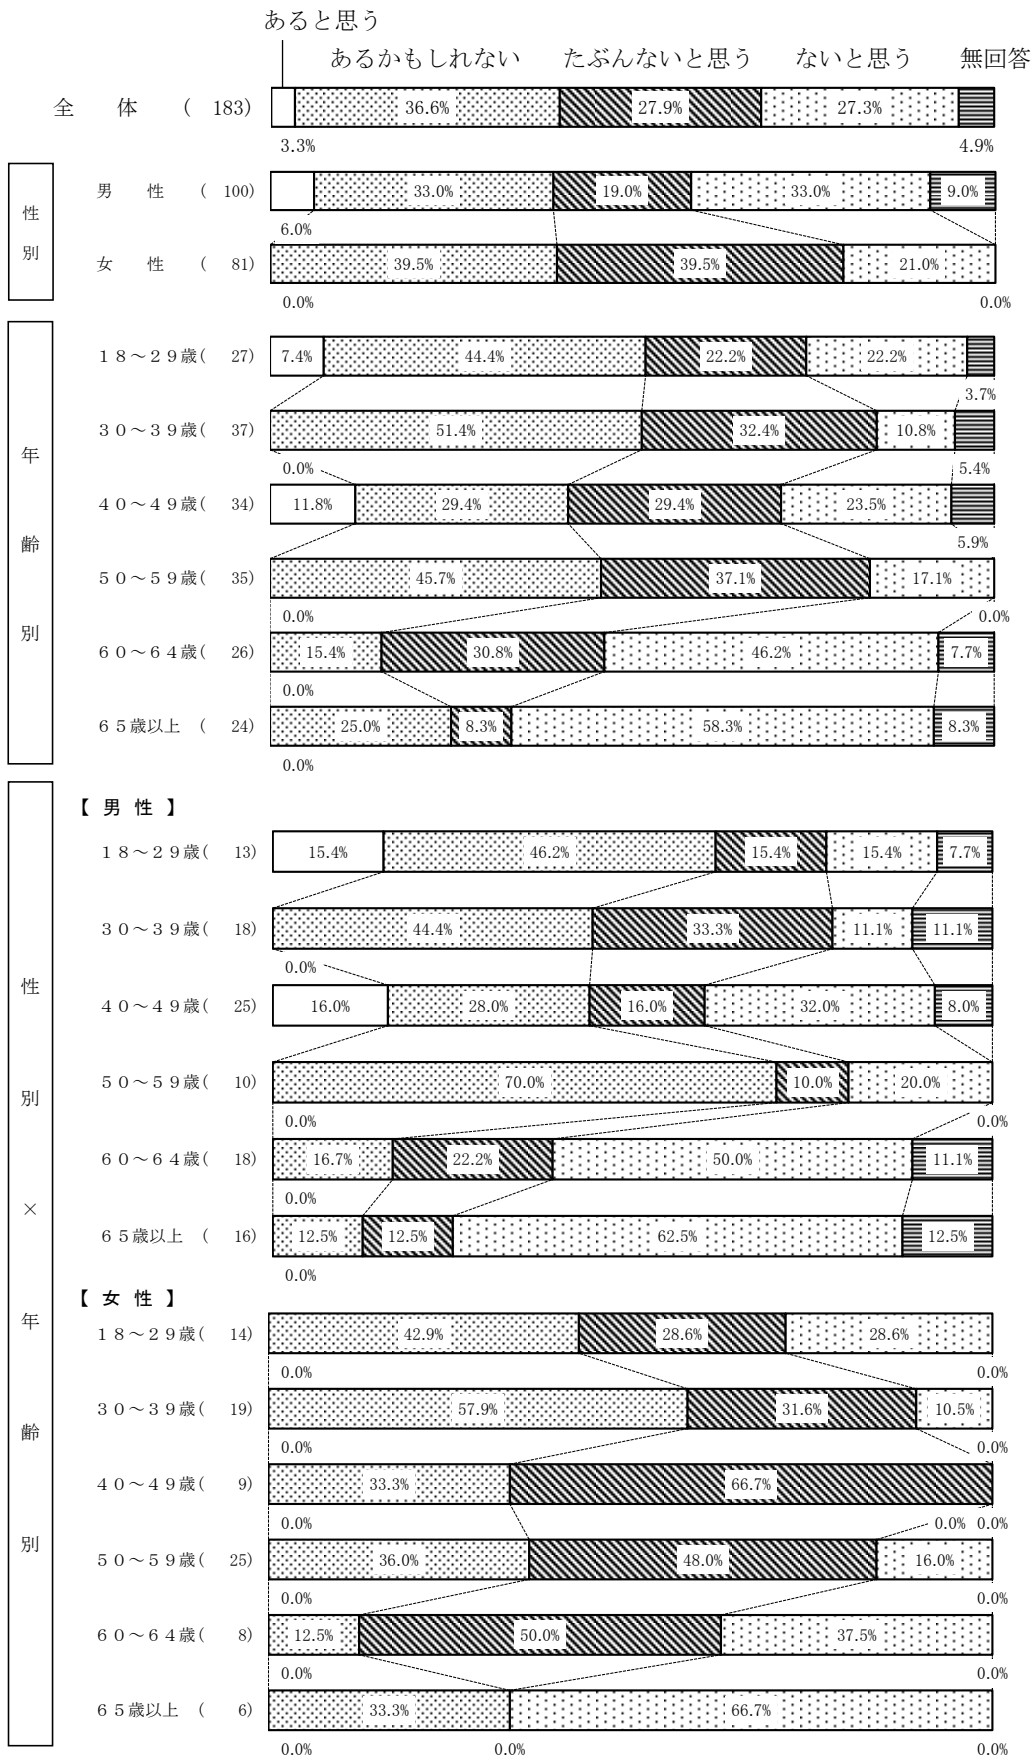 あると思う
あるかもしれない　たぶんないと思う　ないと思う　無回答
全　体　(　183)　36.6%　27.9%　27.3%
3.3%　4.9%
男　性　(　100)　33.0%　19.0%　33.0%　9.0%
6.0%
性別
女　性　(　81)　39.5%　39.5%　21.0%
0.0%　0.0%
１８～２９歳(　27)　7.4%　44.4%　22.2%　22.2%
3.7%
３０～３９歳(　37)　51.4%　32.4%　10.8%
0.0%　5.4%
４０～４９歳(　34)　11.8%　29.4%　29.4%　23.5%
5.9%
年齢別
５０～５９歳(　35)　45.7%　37.1%　17.1%
0.0%　0.0%
６０～６４歳(　26)　15.4%　30.8%　46.2%　7.7%
0.0%
６５歳以上　(　24)　25.0%　8.3%　58.3%　8.3%
0.0%
【 男 性 】
１８～２９歳(　13)　15.4%　46.2%　15.4%　15.4%　7.7%
３０～３９歳(　18)　44.4%　33.3%　11.1%　11.1%
0.0%
４０～４９歳(　25)　16.0%　28.0%　16.0%　32.0%　8.0%
５０～５９歳(　10)　70.0%　10.0%　20.0%
0.0%　0.0%
６０～６４歳(　18)　16.7%　22.2%　50.0%　11.1%
0.0%
６５歳以上　(　16)　12.5%　12.5%　62.5%　12.5%
0.0%
性別×年齢別
【 女 性 】
１８～２９歳(　14)　42.9%　28.6%　28.6%
0.0%　0.0%
３０～３９歳(　19)　57.9%　31.6%　10.5%
0.0%　0.0%
４０～４９歳(　9)　33.3%　66.7%
0.0%　0.0%　0.0%
５０～５９歳(　25)　36.0%　48.0%　16.0%
0.0%　0.0%
６０～６４歳(　8)　12.5%　50.0%　37.5%
0.0%　0.0%
６５歳以上　(　6)　33.3%　66.7%
0.0%　0.0%　0.0%